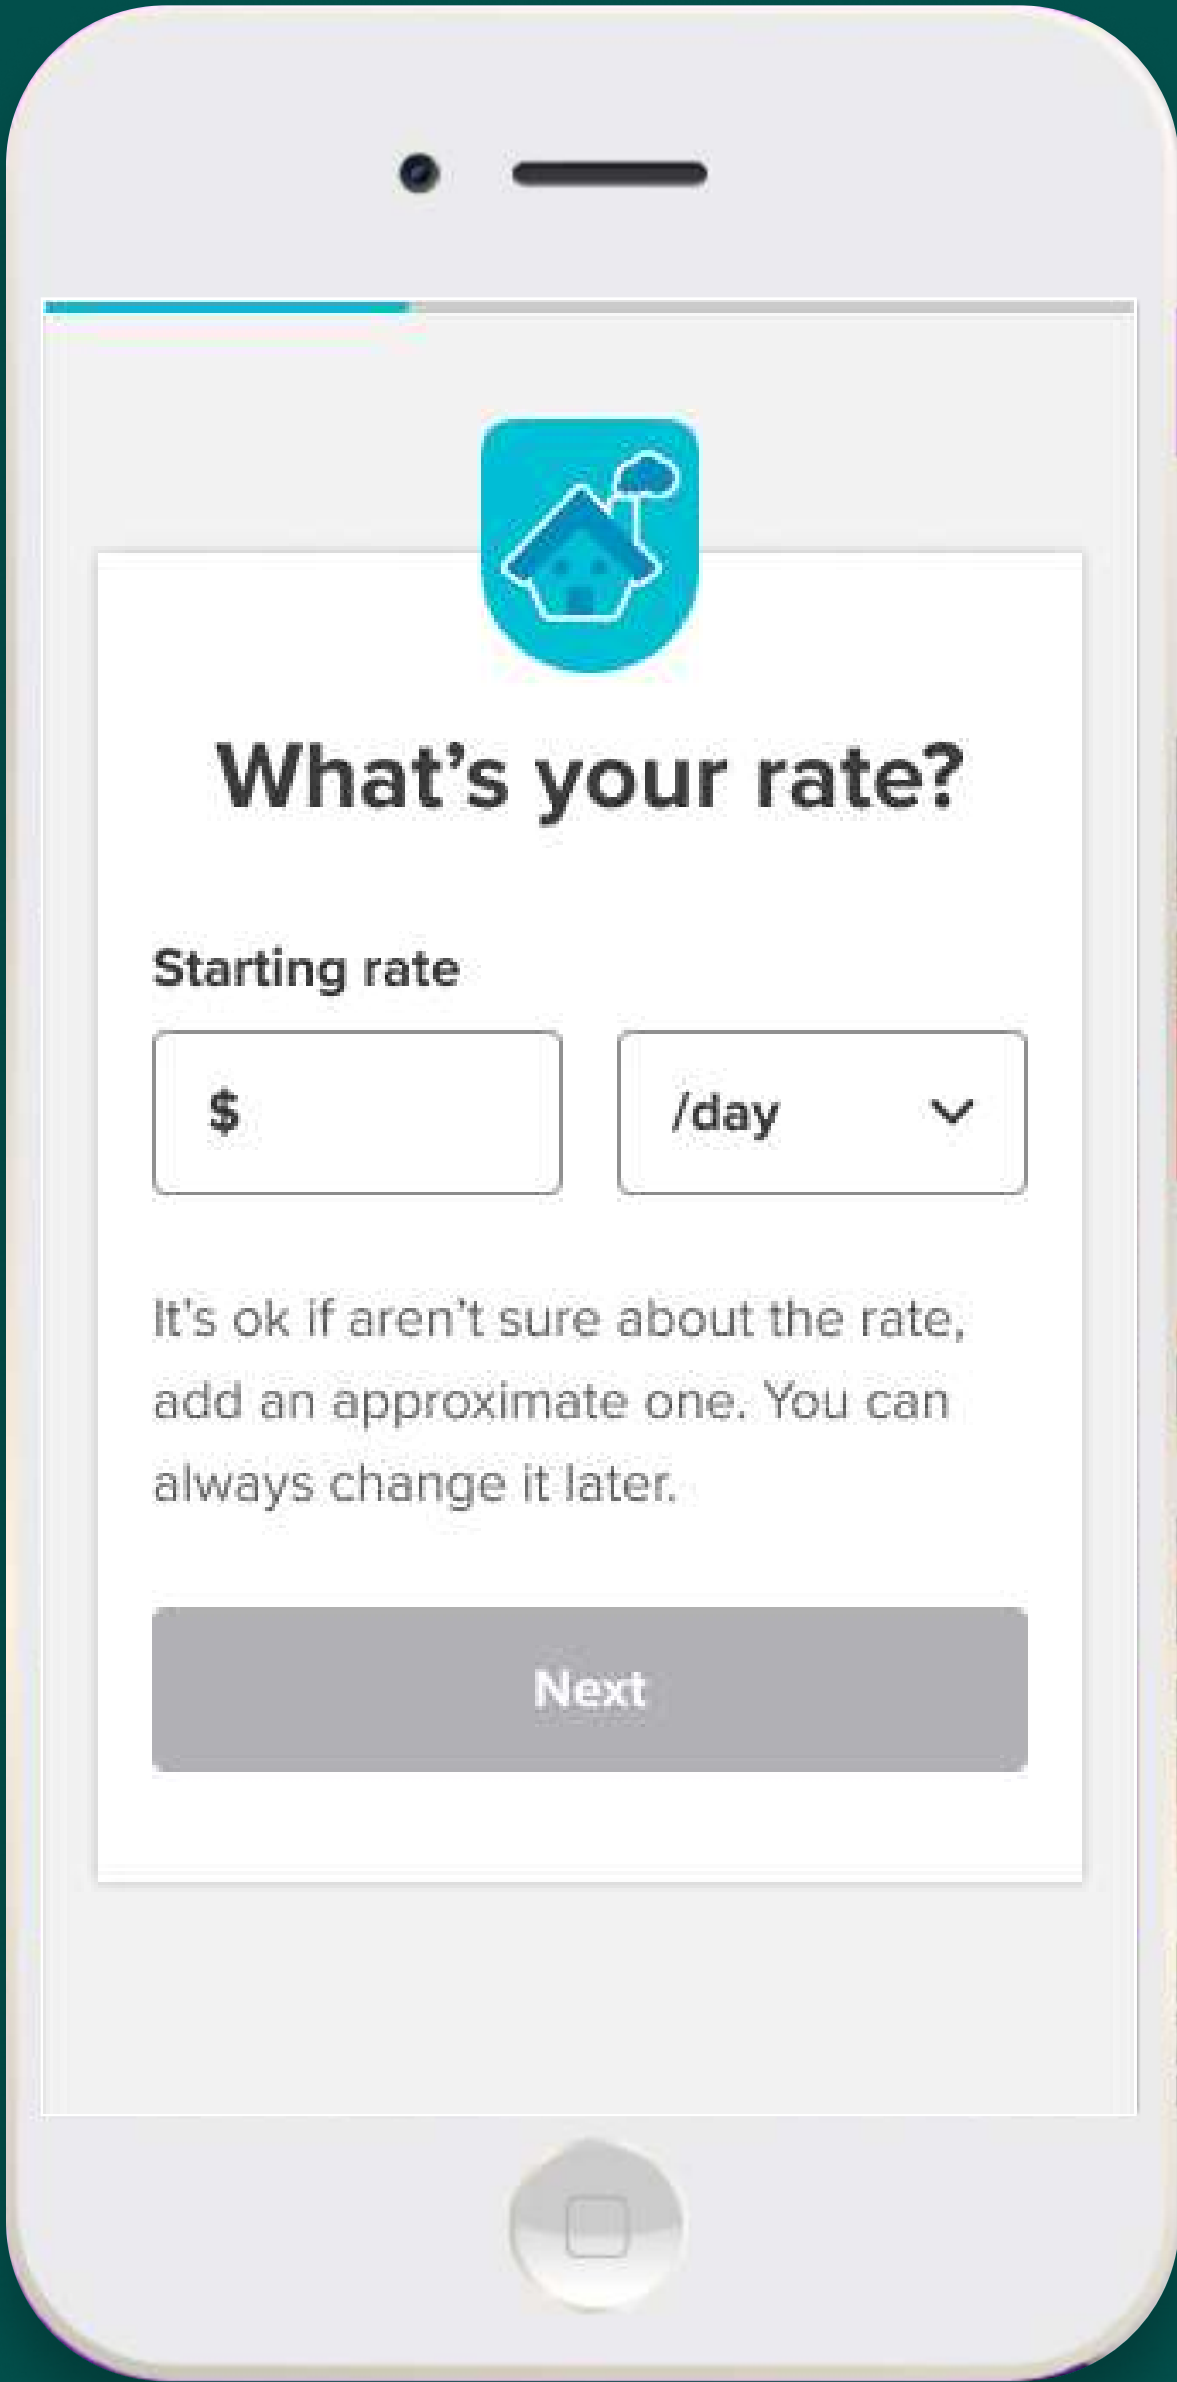 What's your rate?
Starting rate
$
/day
It's ok if aren't sure about the rate,
add an approximate one. You can
always change it later.
Next